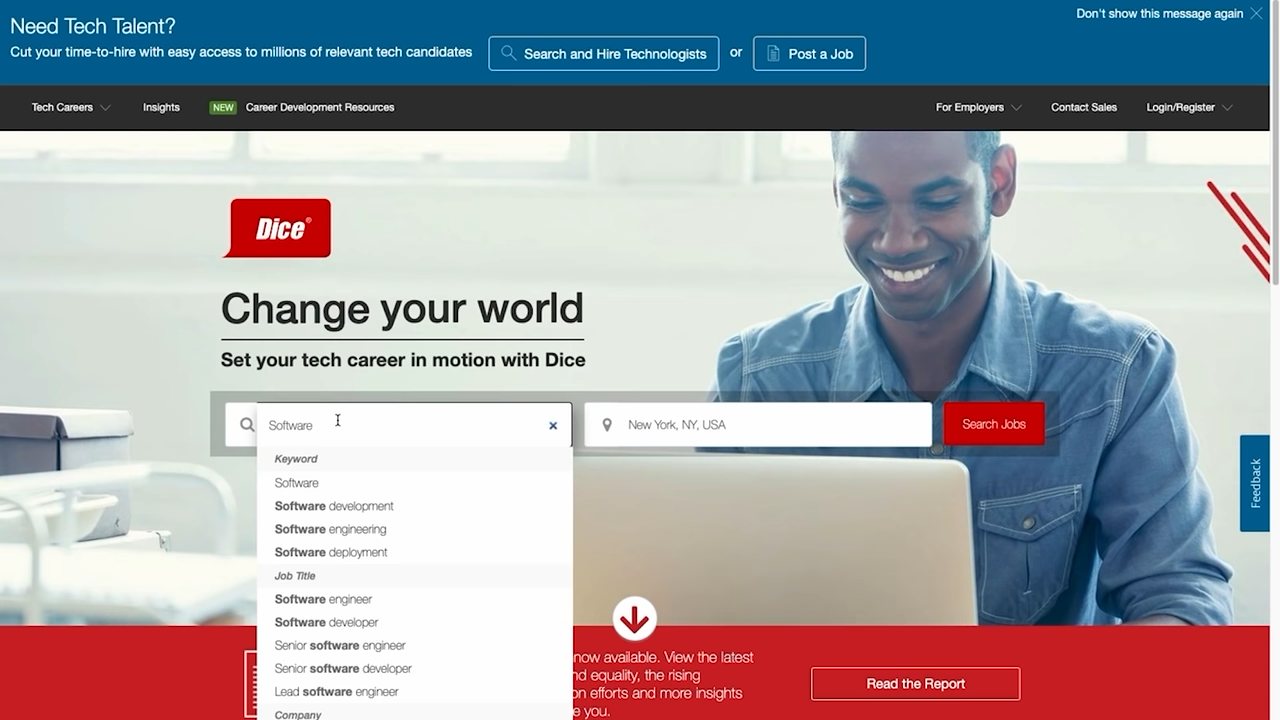 Need Tech Talent?
Don't show this message again
Cut your time-to-hire with easy access to millions of relevant tech candidates
Search and Hire Technologists
or
Post a Job
Tech Careers
Insights
NEW Career Development Resources
For Employers
Contact Sales
Login/Register
Dice®
Change your world
Set your tech career in motion with Dice
Software
New York, NY, USA
Search Jobs
Keyword
Software
Software development
Software engineering
Software deployment
Job Title
Software engineer
Software developer
Senior software engineer
Senior software developer
Lead software engineer
Company
Feedback
now available. View the latest
nd equality, the rising
on efforts and more insights
e you.
Read the Report